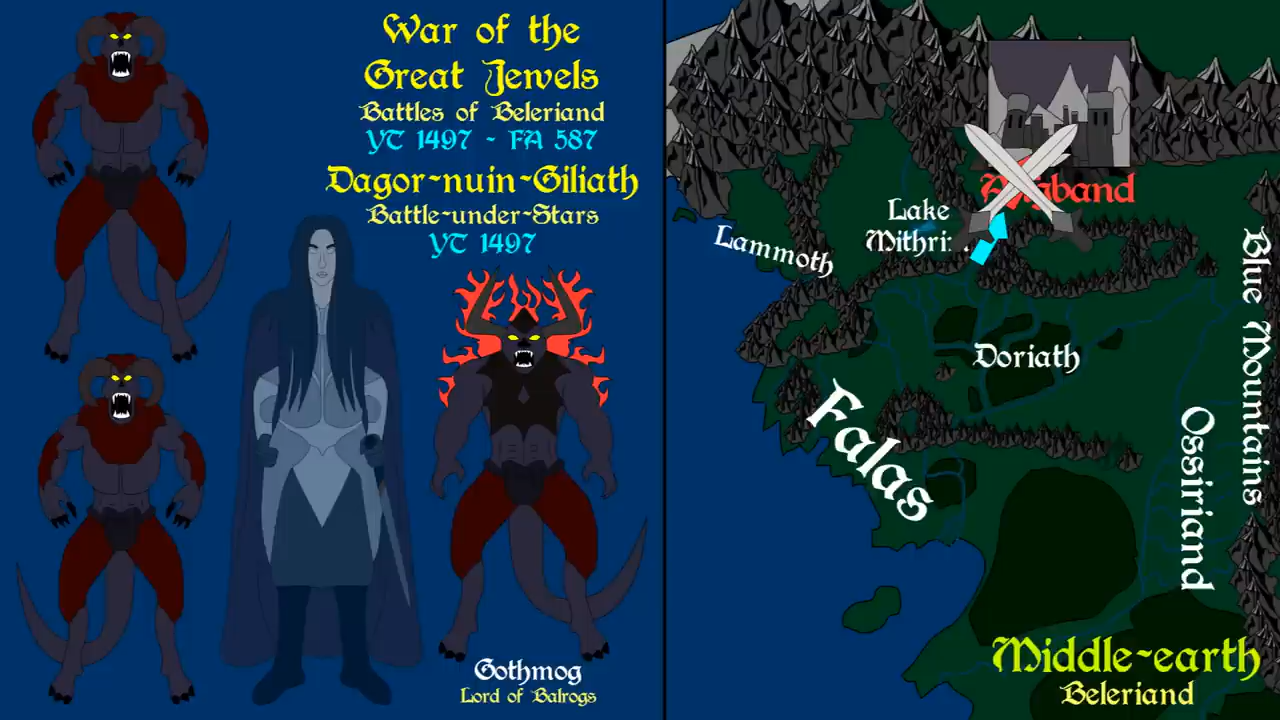 War of the
Great Jewels
Battles of Beleriand
YT 1497 - FA 587
Dagor-nuin-Giliath
Battle-under-Stars
YT 1497
Gothmog
Lord of Balrogs
Lake
Lammoth
Doriath
Falas
Blue Mountains
Ossiriand
Middle-earth
Beleriand